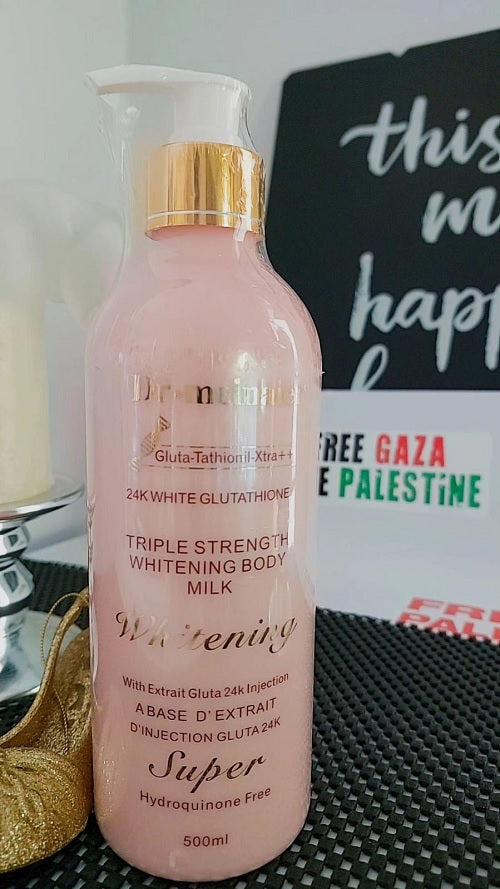 this
m
happ
FREE GAZA
E PALESTINE
Gluta-Tathionil-Xtra++
24K WHITE GLUTATHIONE
TRIPLE STRENGTH
WHITENING BODY
MILK
Whitening
With Extrait Gluta 24k Injection
A BASE D'EXTRAIT
D'INJECTION GLUTA 24K
Super
Hydroquinone Free
500ml